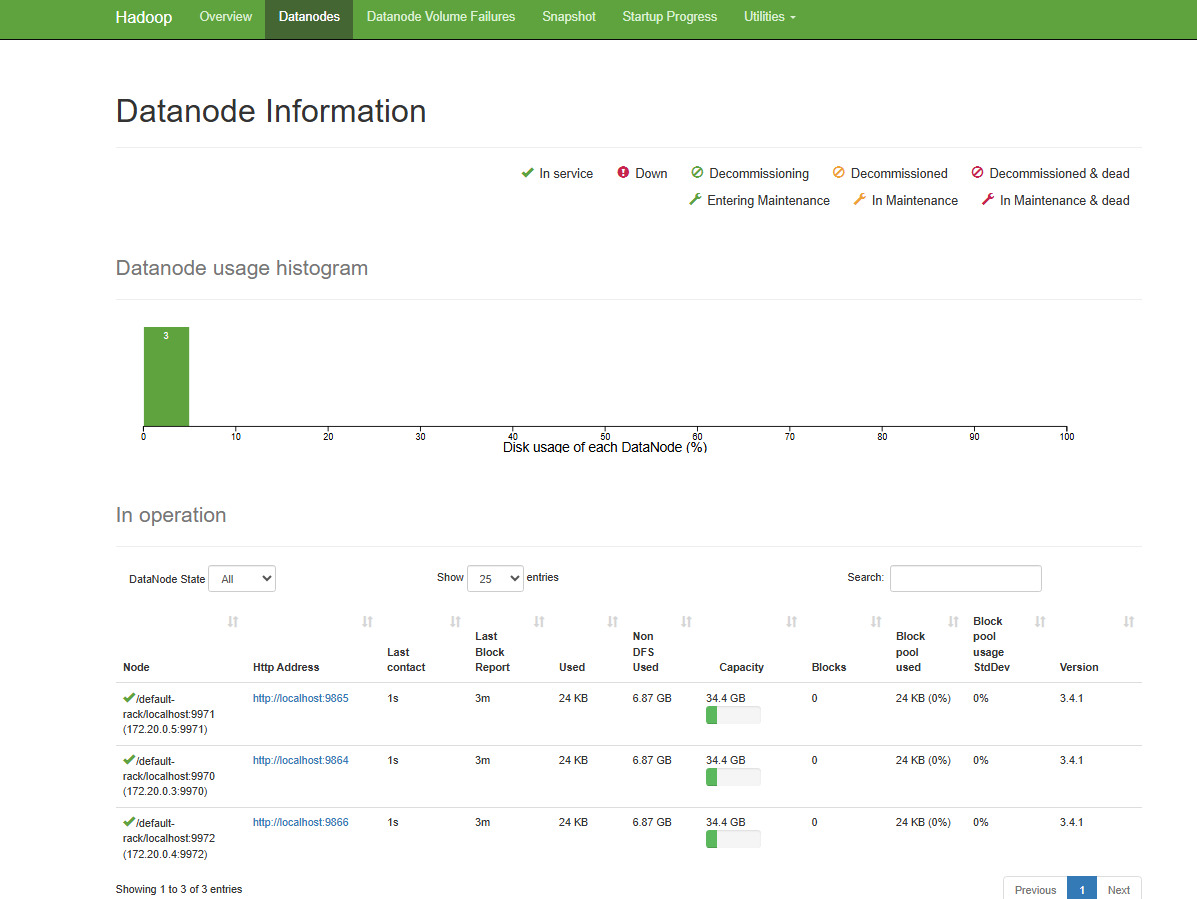 Hadoop Overview Datanodes Datanode Volume Failures Snapshot Startup Progress Utilities
Datanode Information
In service Down Decommissioning Decommissioned Decommissioned & dead
Entering Maintenance In Maintenance In Maintenance & dead
Datanode usage histogram
3
0 10 20 30 40 50 60 70 80 90 100
Disk usage of each DataNode (%)
In operation
DataNode State All Show 25 entries Search:
Node Http Address Last contact Last Block Report Used Non DFS Used Capacity Blocks Block pool used Block pool usage StdDev Version
/default-rack/localhost:9971 (172.20.0.5:9971) http://localhost:9865 1s 3m 24 KB 6.87 GB 34.4 GB 0 24 KB (0%) 0% 3.4.1
/default-rack/localhost:9970 (172.20.0.3:9970) http://localhost:9864 1s 3m 24 KB 6.87 GB 34.4 GB 0 24 KB (0%) 0% 3.4.1
/default-rack/localhost:9972 (172.20.0.4:9972) http://localhost:9866 1s 3m 24 KB 6.87 GB 34.4 GB 0 24 KB (0%) 0% 3.4.1
Showing 1 to 3 of 3 entries Previous 1 Next